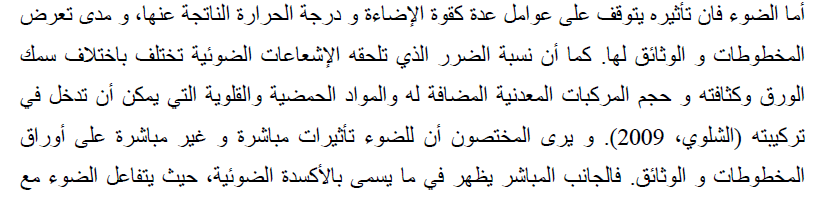 أما الضوء فان تأثيره يتوقف على عوامل عدة كقوة الإضاءة و درجة الحرارة الناتجة عنها، و مدى تعرض
المخطوطات و الوثائق لها. كما أن نسبة الضرر الذي تلحقه الإشعاعات الضوئية تختلف باختلاف سمك
الورق وكثافته و حجم المركبات المعدنية المضافة له والمواد الحمضية والقلوية التي يمكن أن تدخل في
تركيبته (الشلوي، 2009). و يرى المختصون أن للضوء تأثيرات مباشرة و غير مباشرة على أوراق
المخطوطات و الوثائق. فالجانب المباشر يظهر في ما يسمى بالأكسدة الضوئية، حيث يتفاعل الضوء مع